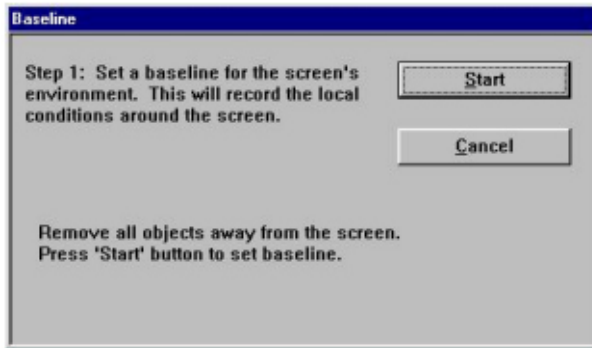 Baseline
Step 1: Set a baseline for the screen's
environment. This will record the local
conditions around the screen.
Start
Cancel
Remove all objects away from the screen.
Press 'Start' button to set baseline.